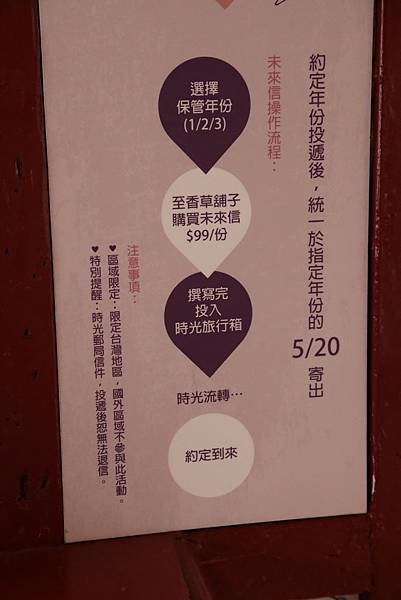 約定年份投遞後，統一於指定年份的
5/20 寄出
未來信操作流程：
選擇
保管年份
(1/2/3)
至香草舖子
購買未來信
$99/份
撰寫完
投入
時光旅行箱
時光流轉…
約定到來
注意事項：
♥區域限定：限定台灣地區，國外區域不參與此活動。
♥特別提醒：時光郵局信件，投遞後恕無法退信。